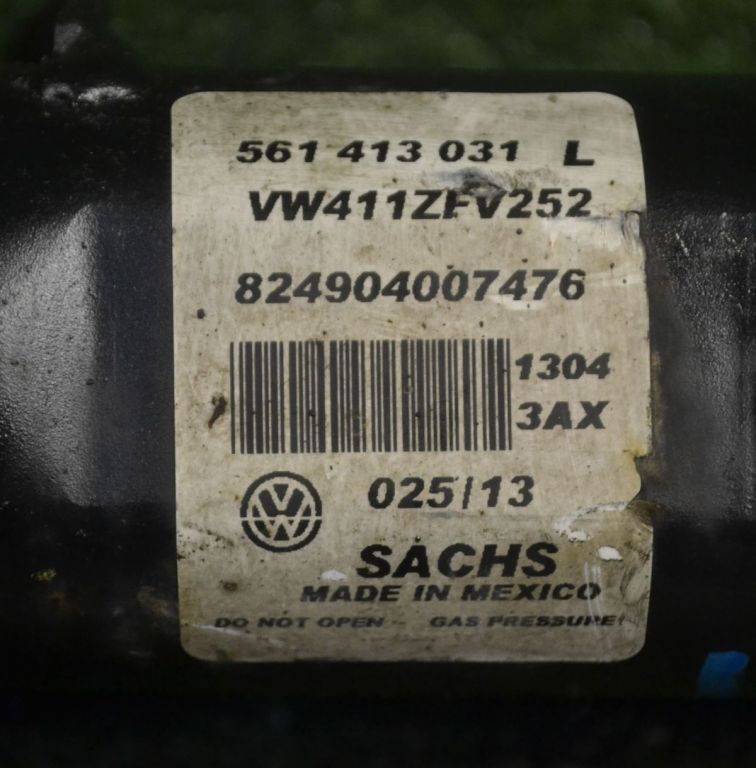 561 413 031 L
VW411ZFV252
824904007476
1304
3AX
025/13
SACHS
MADE IN MEXICO
DO NOT OPEN - GAS PRESSURE